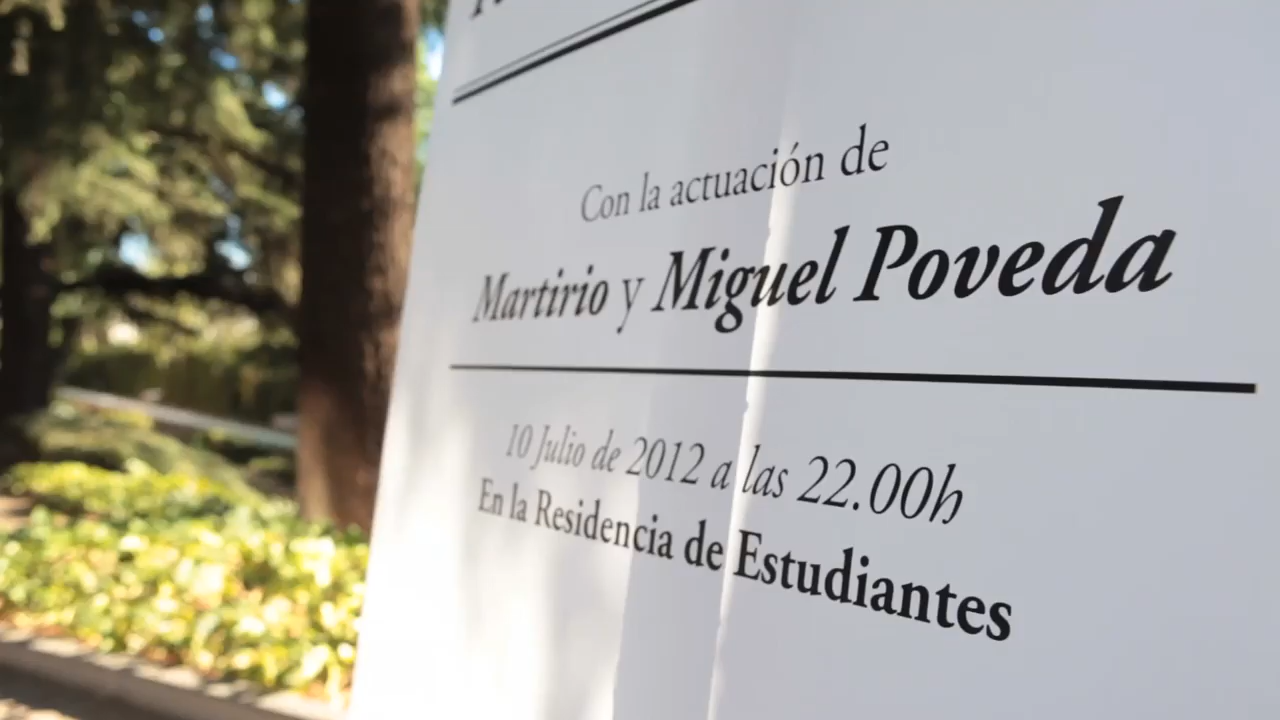 Con la actuación de
Martirio y Miguel Poveda
10 Julio de 2012 a las 22.00h
En la Residencia de Estudiantes